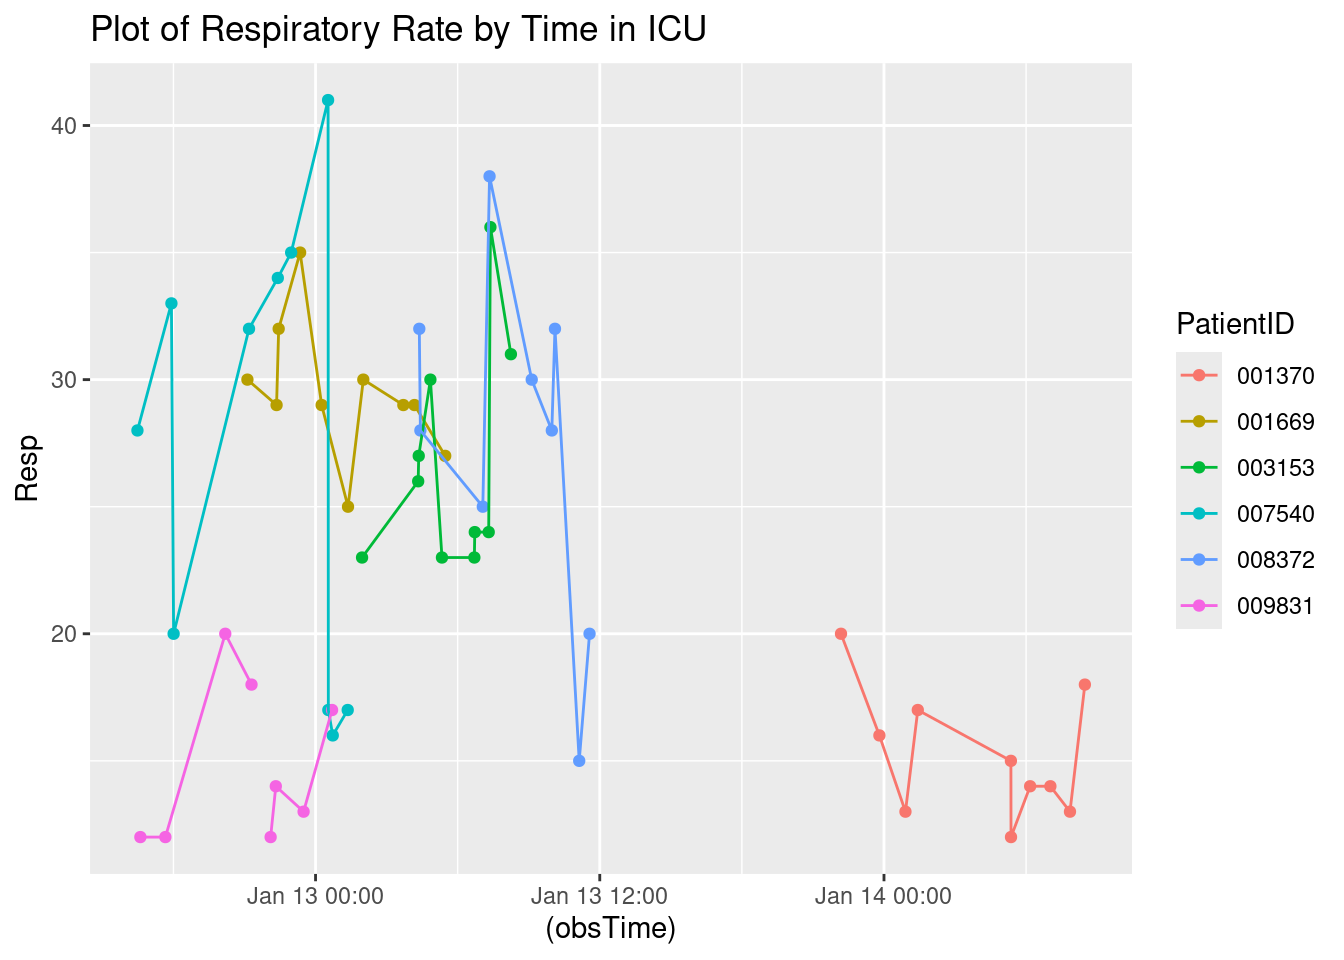 Plot of Respiratory Rate by Time in ICU
40
30
20
Resp
Jan 13 00:00
Jan 13 12:00
Jan 14 00:00
(obsTime)
PatientID
001370
001669
003153
007540
008372
009831